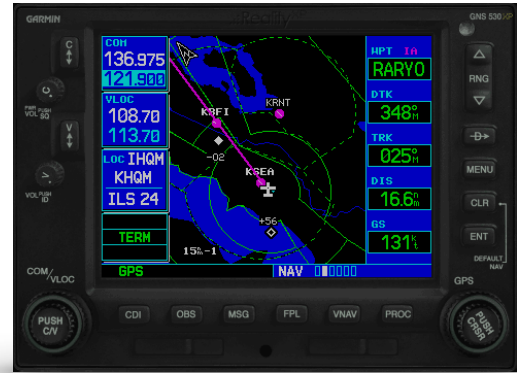 GARMIN
Reality
GNS 530XP
COM
136.975
121.900
VLOC
108.70
113.70
LOC IHQM
KHQM
ILS 24
TERM
GPS
KBFI
KRNT
-02
KSEA
+56
15nm-1
NAV
WPT IA
RARYO
DTK
348°M
TRK
025°M
DIS
16.6nm
GS
131kt
C
PWR VOL PUSH SQ
V
VOL PUSH ID
COM/VLOC
PUSH C/V
CDI
OBS
MSG
FPL
VNAV
PROC
RNG
D
MENU
CLR
ENT
DEFAULT NAV
GPS
PUSH CRSR